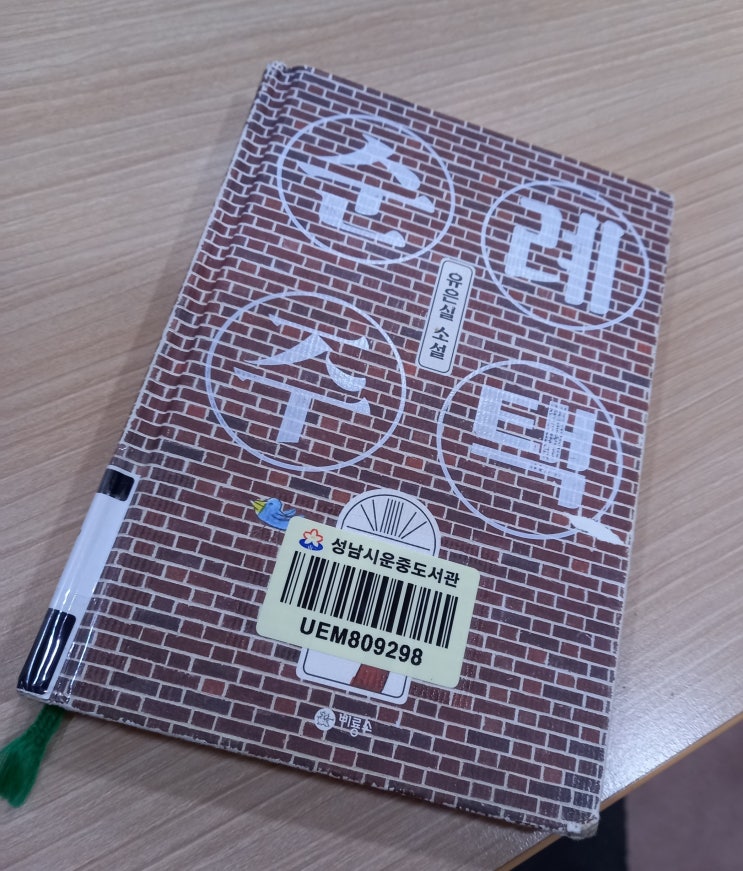 순례
주택
유은실 소설
성남시운중도서관
UEM809298
비룡소